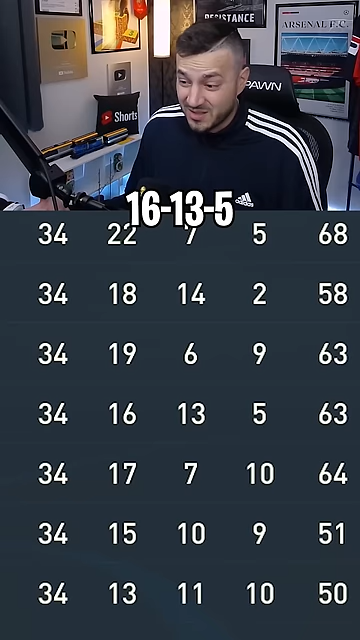 RESISTANCE
ARSENAL F.C.
PAWN
Shorts
adidas
16-13-5
34 22 7 5 68
34 18 14 2 58
34 19 6 9 63
34 16 13 5 63
34 17 7 10 64
34 15 10 9 51
34 13 11 10 50